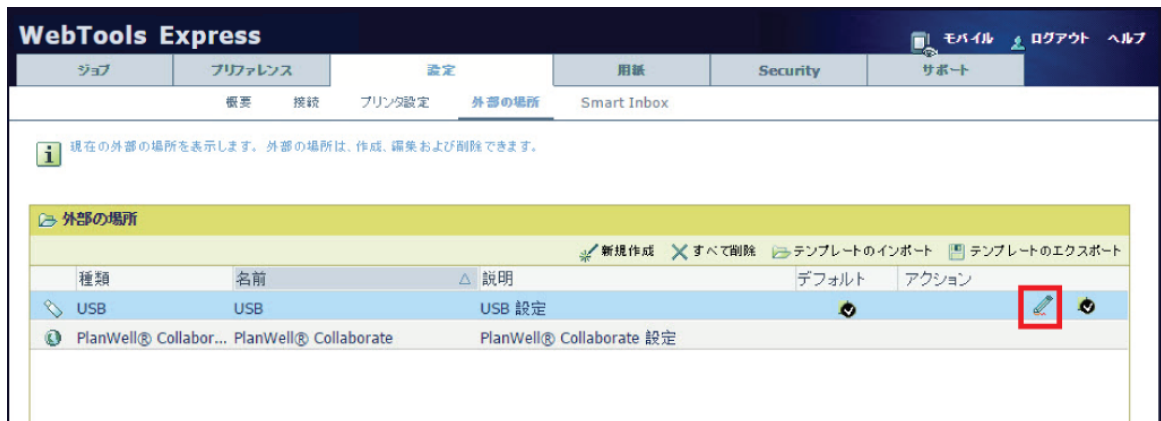 WebTools Express
モバイル ログアウト ヘルプ
ジョブ プリファレンス 設定 用紙 Security サポート
概要 接続 プリンタ設定 外部の場所 Smart Inbox
現在の外部の場所を表示します。外部の場所は、作成、編集および削除できます。
外部の場所
新規作成 すべて削除 テンプレートのインポート テンプレートのエクスポート
種類 名前 説明 デフォルト アクション
USB USB USB 設定
PlanWell® Collabor... PlanWell® Collaborate PlanWell® Collaborate 設定